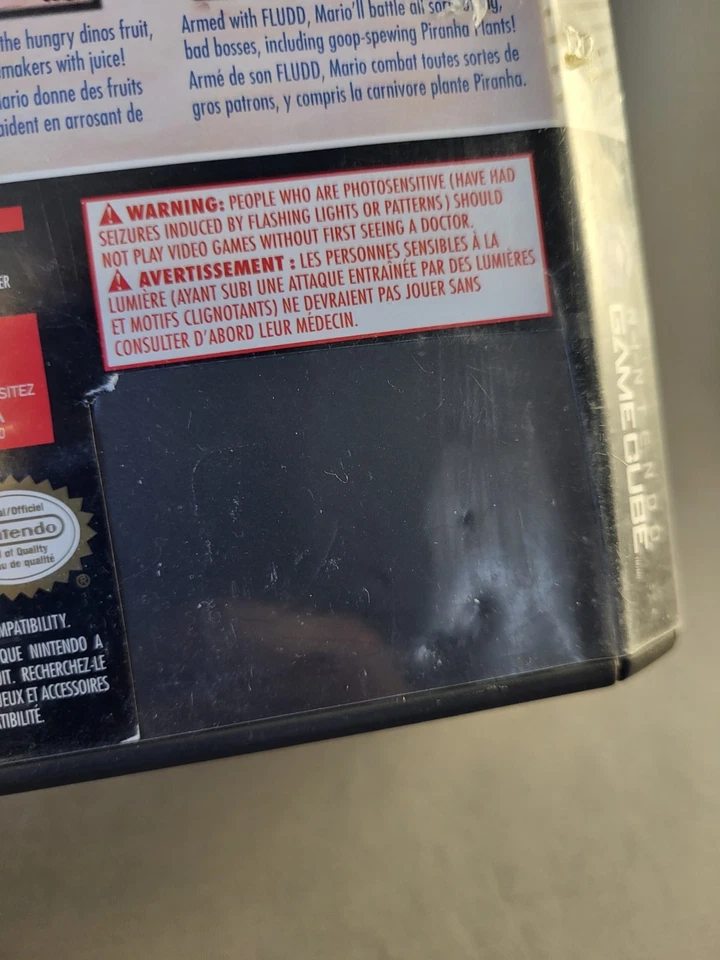 the hungry dinos fruit,
makers with juice!
ario donne des fruits
aident en arrosant de
Armed with FLUDD, Mario'll battle all
bad bosses, including goop-spewing Piranha Plants!
Armé de son FLUDD, Mario combat toutes sortes de
gros patrons, y compris la carnivore plante Piranha.
WARNING: PEOPLE WHO ARE PHOTOSENSITIVE (HAVE HAD
SEIZURES INDUCED BY FLASHING LIGHTS OR PATTERNS) SHOULD
NOT PLAY VIDEO GAMES WITHOUT FIRST SEEING A DOCTOR.
AVERTISSEMENT : LES PERSONNES SENSIBLES À LA
LUMIÈRE (AYANT SUBI UNE ATTAQUE ENTRAÎNÉE PAR DES LUMIÈRES
ET MOTIFS CLIGNOTANTS) NE DEVRAIENT PAS JOUER SANS
CONSULTER D'ABORD LEUR MÉDECIN.
ER
SITEZ
A
al/Officiel
ntendo
l of Quality
u de qualité
®
MPATIBILITY.
QUE NINTENDO A
IT. RECHERCHEZ-LE
JEUX ET ACCESSOIRES
TIBILITÉ.
NINTENDO
GAMECUBE